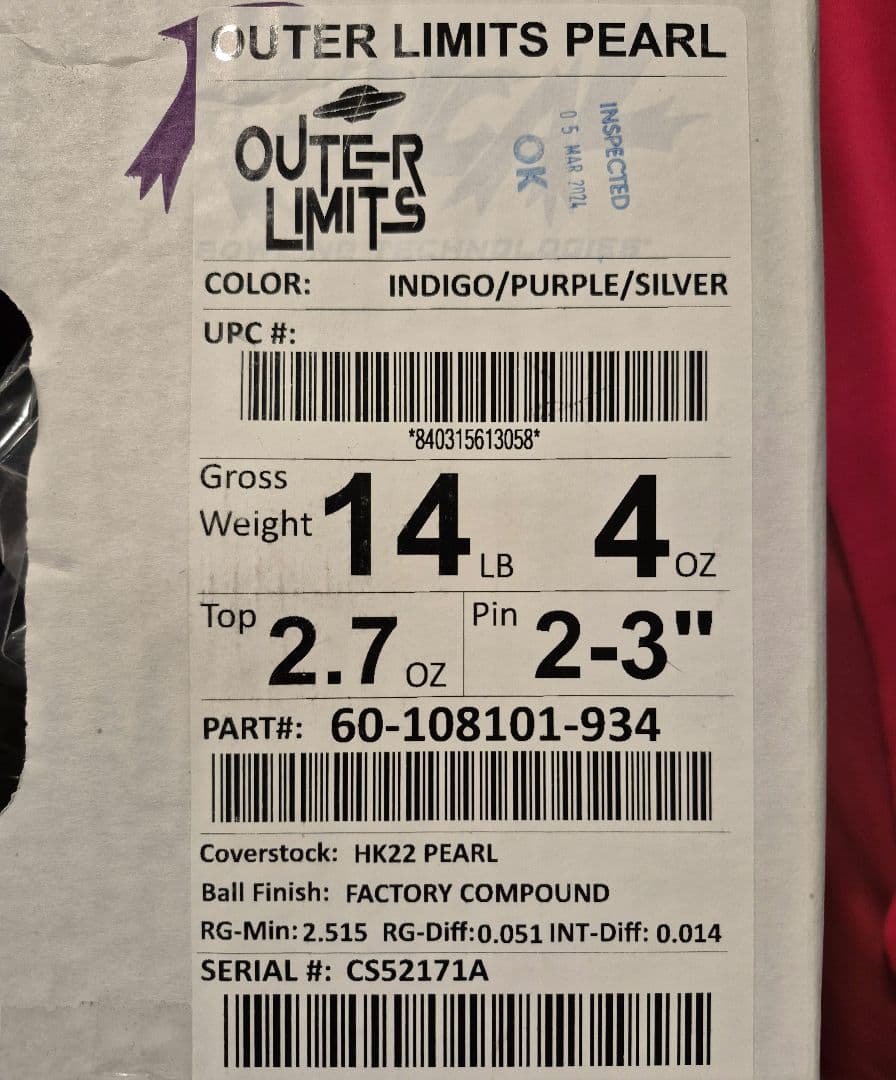 OUTER LIMITS PEARL
OUTER
LIMITS
INSPECTED
05 MAR 2024
OK
COLOR: INDIGO/PURPLE/SILVER
UPC #:
*840315613058*
Gross
Weight 14 LB 4 OZ
Top 2.7 OZ Pin 2-3"
PART#: 60-108101-934
Coverstock: HK22 PEARL
Ball Finish: FACTORY COMPOUND
RG-Min: 2.515 RG-Diff:0.051 INT-Diff: 0.014
SERIAL #: CS52171A